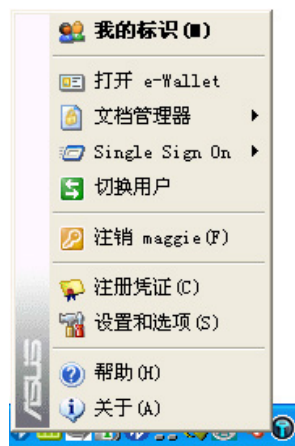 我的标识(M)
打开 e-Wallet
文档管理器
Single Sign On
切换用户
注销 maggie(F)
注册凭证(C)
设置和选项(S)
帮助(H)
关于(A)
ASUS